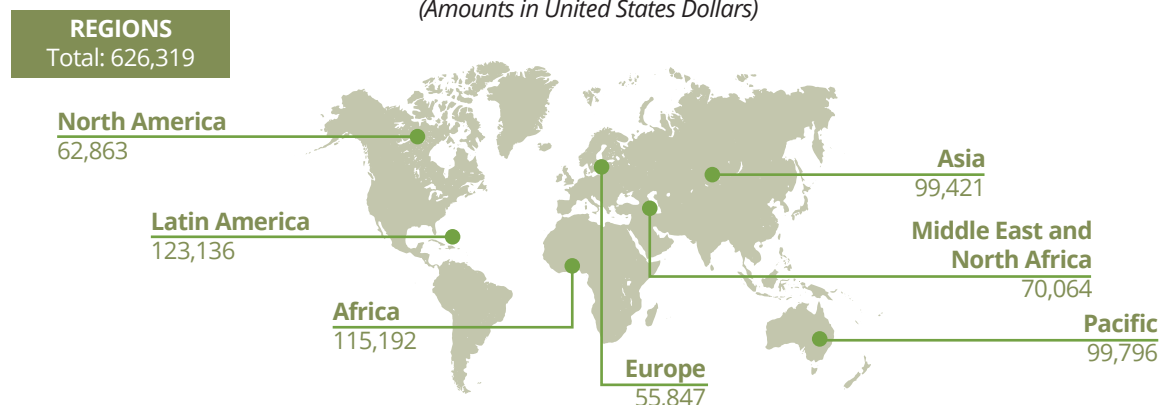 (Amounts in United States Dollars)
REGIONS
Total: 626,319
North America
62,863
Latin America
123,136
Africa
115,192
Europe
55,847
Asia
99,421
Middle East and
North Africa
70,064
Pacific
99,796